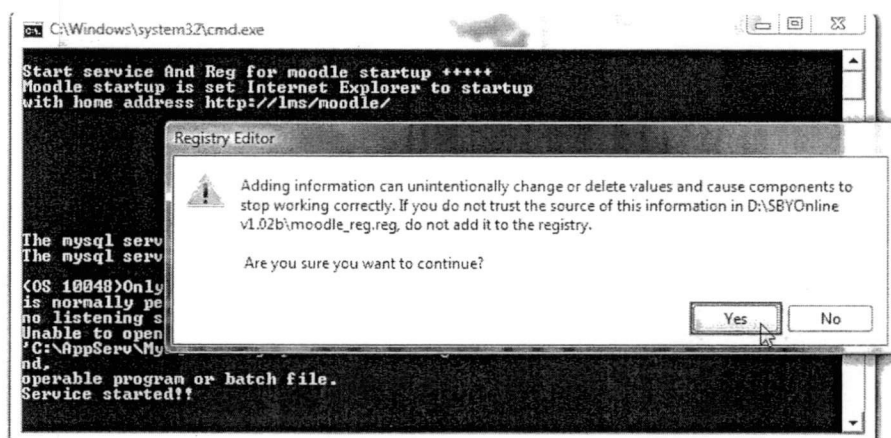 C:\Windows\system32\cmd.exe
Start service And Reg for moodle startup +++++
Moodle startup is set Internet Explorer to startup
with home address http://lms/moodle/
Registry Editor
Adding information can unintentionally change or delete values and cause components to
stop working correctly. If you do not trust the source of this information in D:\SBYOnline
v1.02b\moodle_reg.reg, do not add it to the registry.
Are you sure you want to continue?
Yes No
The mysql serv
The mysql serv
(OS 10048)Only
is normally pe
no listening s
Unable to open
'C:\AppServ\My
nd,
operable program or batch file.
Service started!!